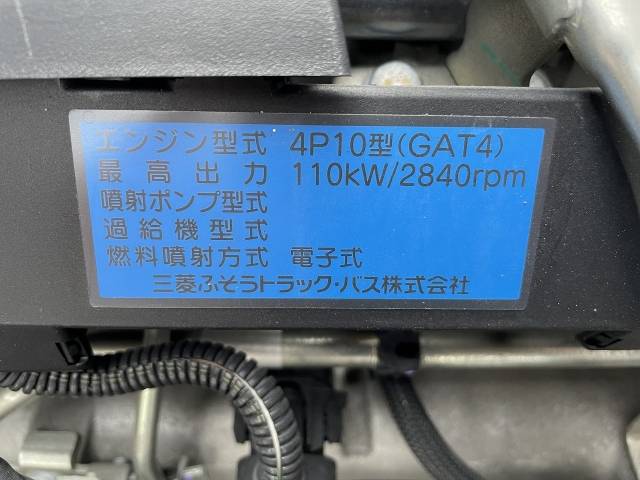 エンジン型式 4P10型(GAT4)
最高出力 110kW/2840rpm
噴射ポンプ型式
過給機型式
燃料噴射方式 電子式
三菱ふそうトラック・バス株式会社